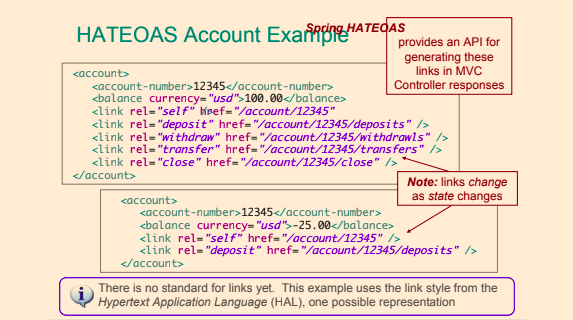 HATEOAS Account Example
Spring HATEOAS
provides an API for
generating these
links in MVC
Controller responses
<account>
<account-number>12345</account-number>
<balance currency="usd">100.00</balance>
<link rel="self" href="/account/12345"
<link rel="deposit" href="/account/12345/deposits" />
<link rel="withdraw" href="/account/12345/withdrawls" />
<link rel="transfer" href="/account/12345/transfers" />
<link rel="close" href="/account/12345/close" />
</account>
Note: links change
as state changes
<account>
<account-number>12345</account-number>
<balance currency="usd">-25.00</balance>
<link rel="self" href="/account/12345" />
<link rel="deposit" href="/account/12345/deposits" />
</account>
There is no standard for links yet. This example uses the link style from the
Hypertext Application Language (HAL), one possible representation